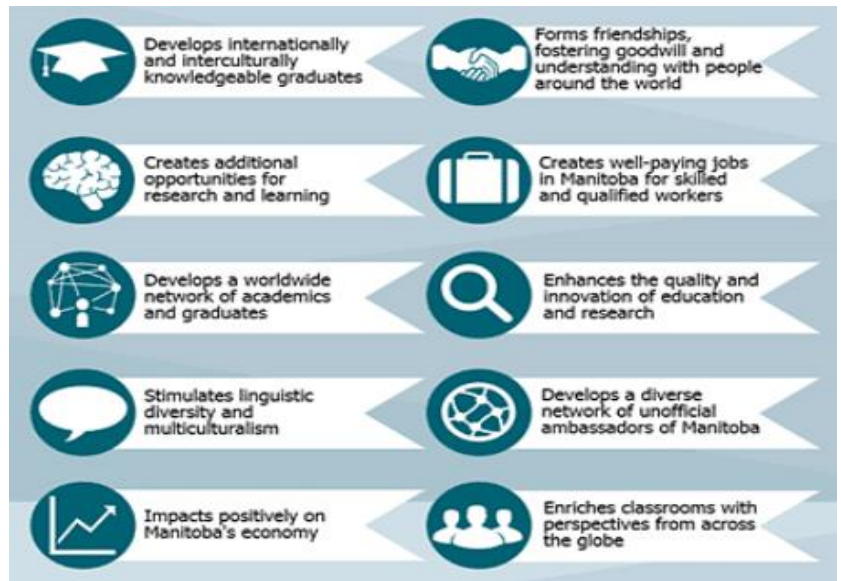 Develops internationally
and interculturally
knowledgeable graduates
Forms friendships,
fostering goodwill and
understanding with people
around the world
Creates additional
opportunities for
research and learning
Creates well-paying jobs
in Manitoba for skilled
and qualified workers
Develops a worldwide
network of academics
and graduates
Enhances the quality and
innovation of education
and research
Stimulates linguistic
diversity and
multiculturalism
Develops a diverse
network of unofficial
ambassadors of Manitoba
Impacts positively on
Manitoba's economy
Enriches classrooms with
perspectives from across
the globe